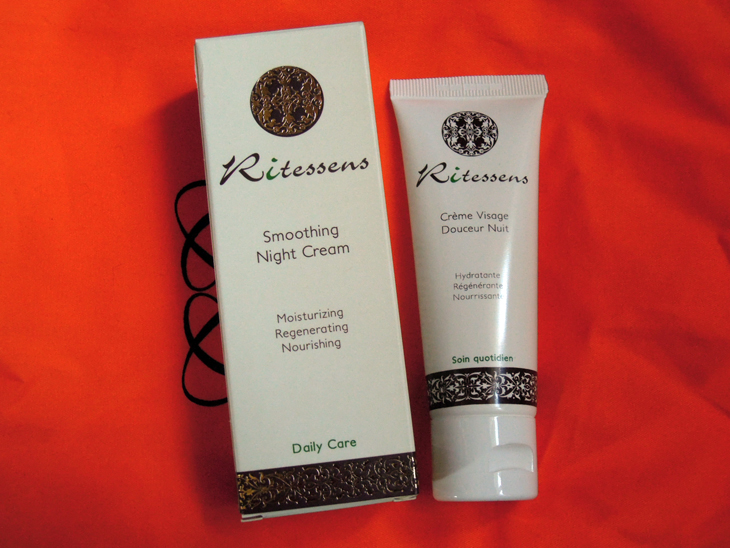 Ritessens
Smoothing
Night Cream
Moisturizing
Regenerating
Nourishing
Daily Care
Ritessens
Crème Visage
Douceur Nuit
Hydratante
Régénérante
Nourrissante
Soin quotidien